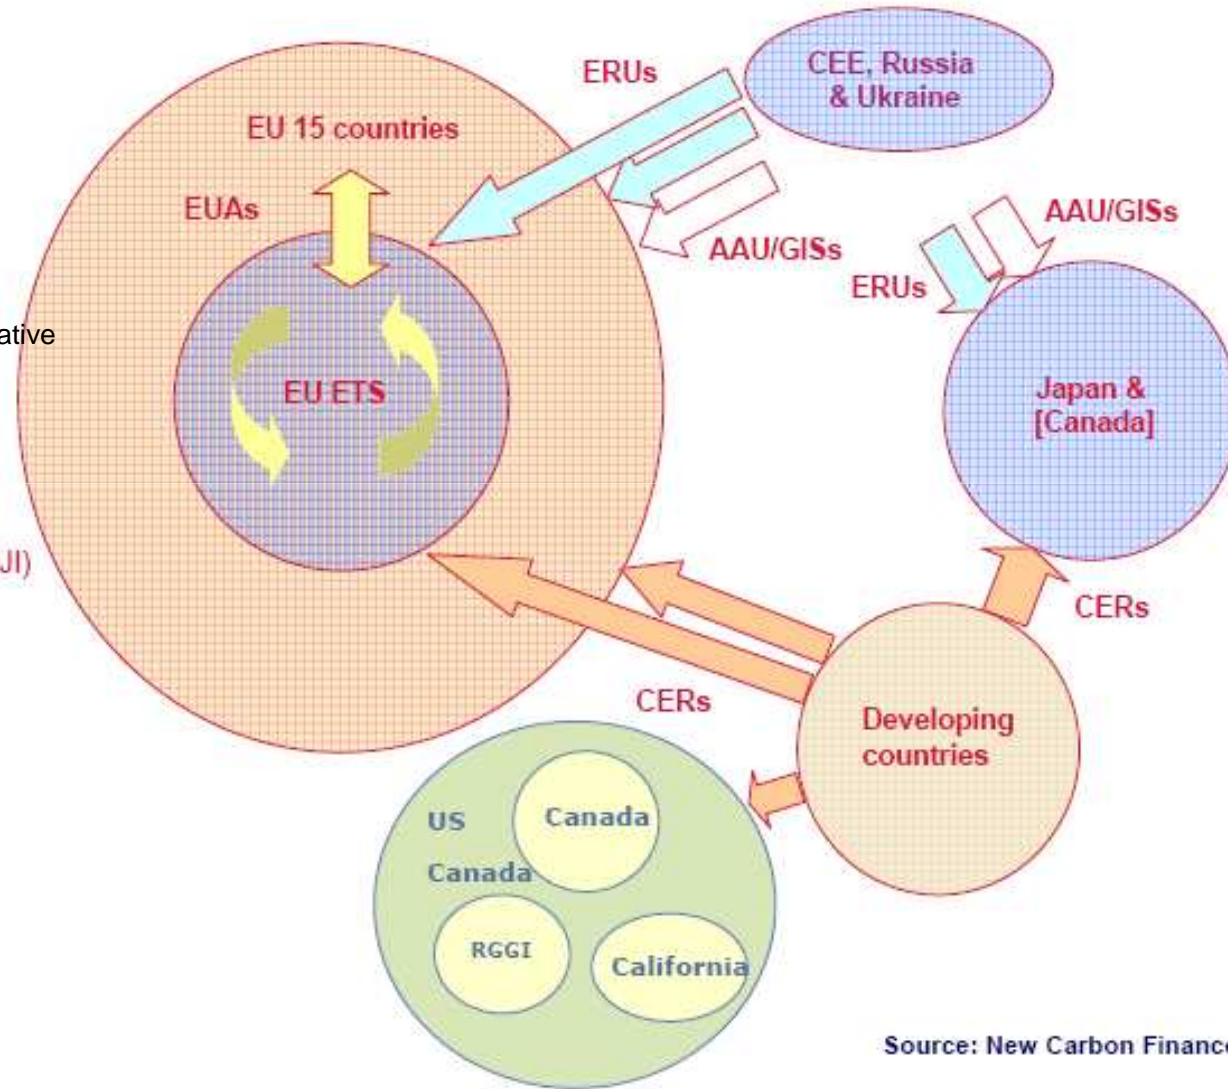 CEE, Russia
& Ukraine
ERUs
EU 15 countries
EUAs
AAU/GISs
AAU/GISs
ERUs
ative
EU ETS
Japan &
[Canada]
JI)
CERs
CERs
Developing
countries
US
Canada
Canada
RGGI
California
Source: New Carbon Finance